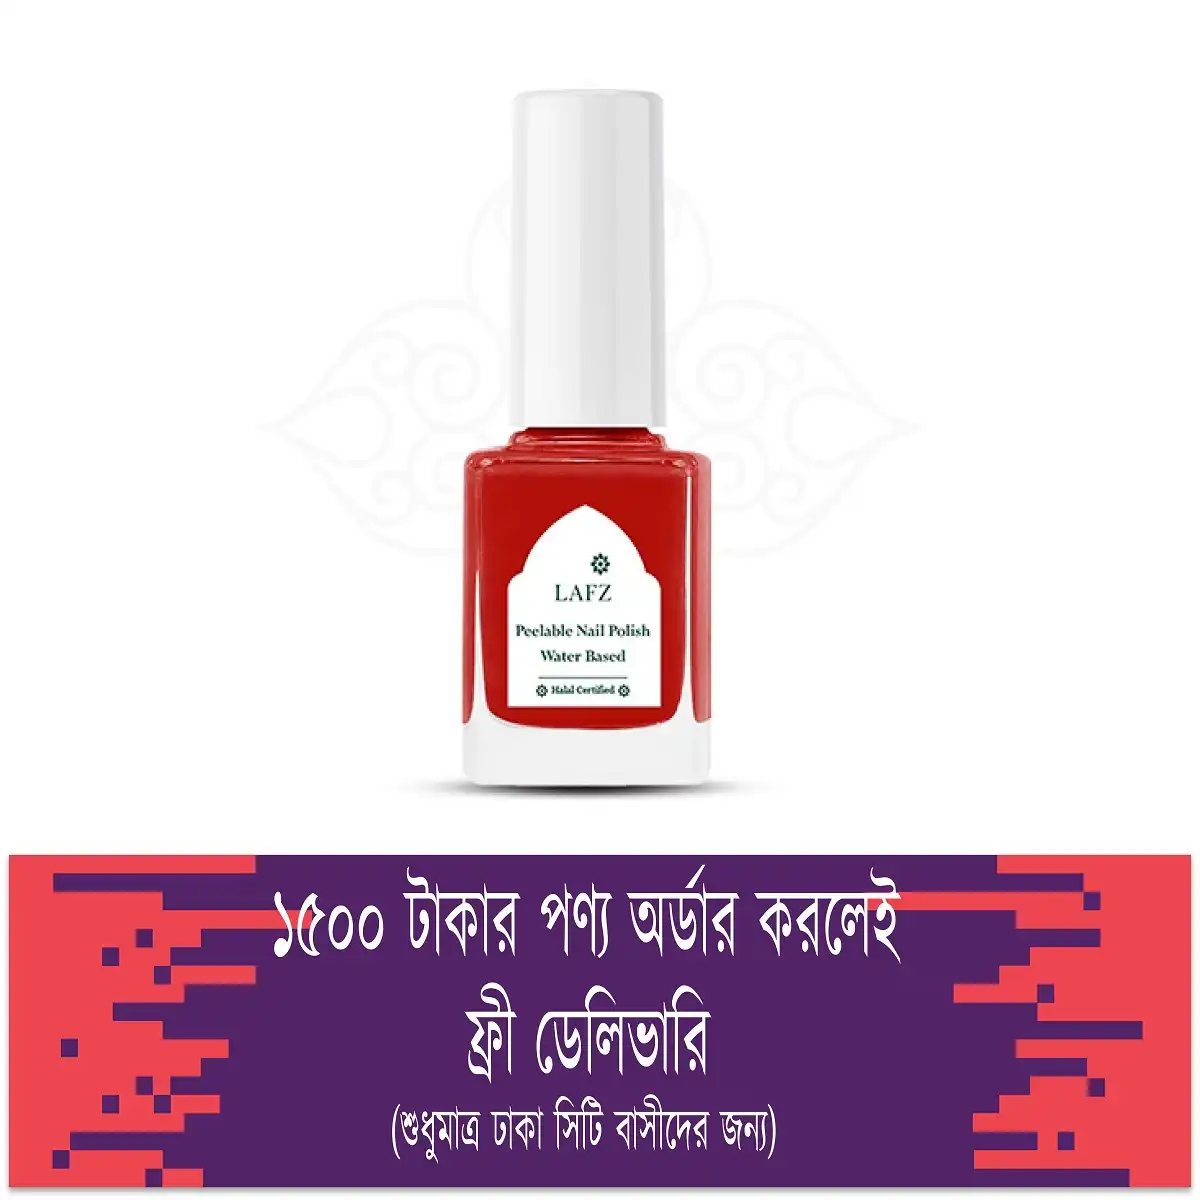 LAFZ
Peelable Nail Polish
Water Based
Halal Certified
১৫০০ টাকার পণ্য অর্ডার করলেই
ফ্রী ডেলিভারি
(শুধুমাত্র ঢাকা সিটি বাসীদের জন্য)